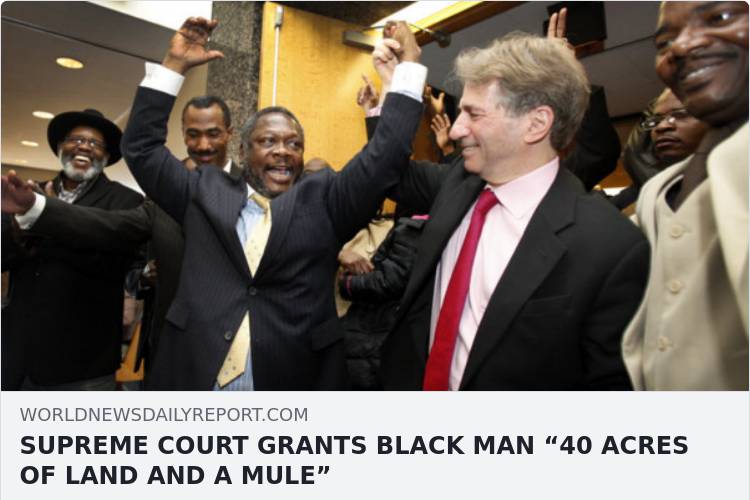 WORLDNEWSDAILYREPORT.COM
SUPREME COURT GRANTS BLACK MAN “40 ACRES
OF LAND AND A MULE”